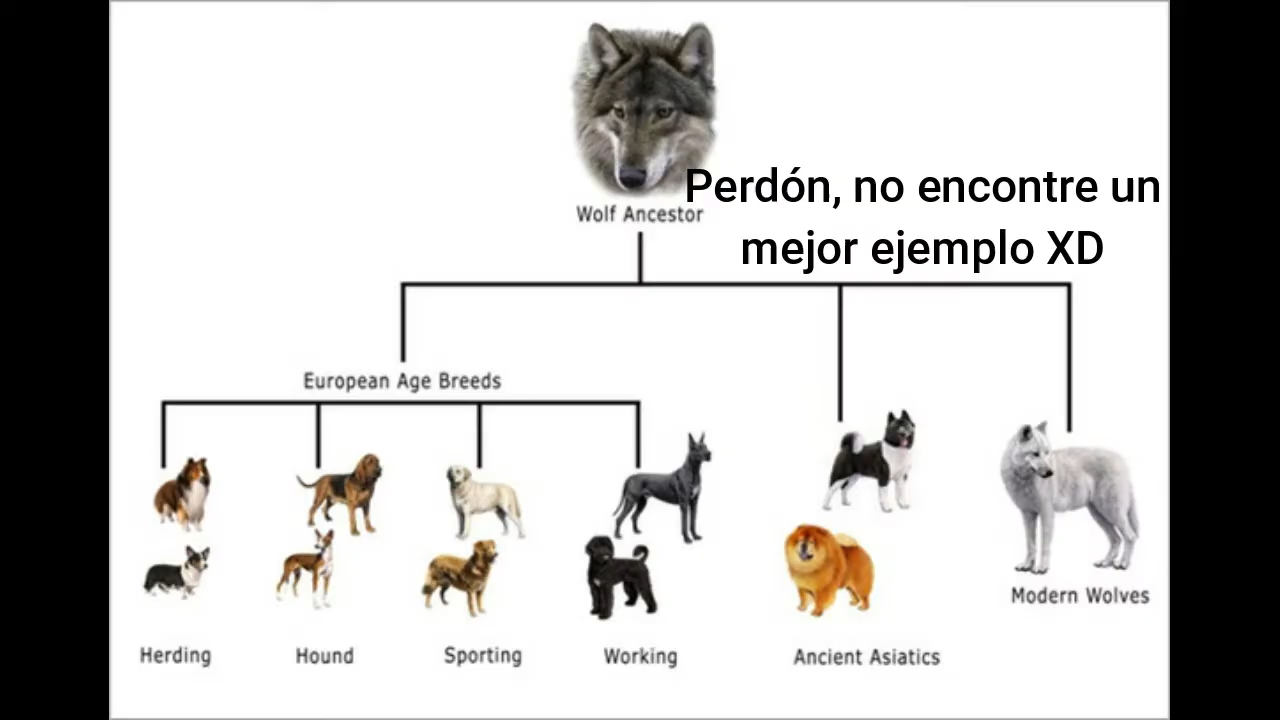 Perdón, no encontre un
mejor ejemplo XD
Wolf Ancestor
European Age Breeds
Modern Wolves
Herding
Hound
Sporting
Working
Ancient Asiatics